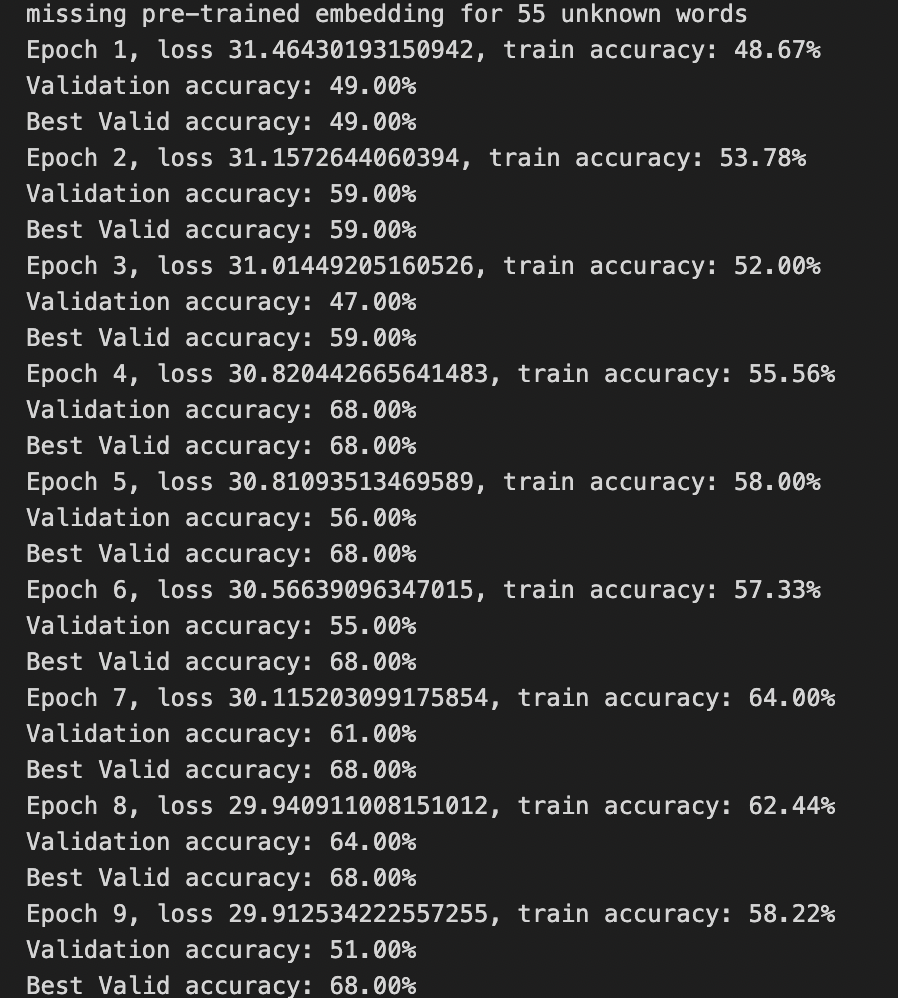 missing pre-trained embedding for 55 unknown words
Epoch 1, loss 31.46430193150942, train accuracy: 48.67%
Validation accuracy: 49.00%
Best Valid accuracy: 49.00%
Epoch 2, loss 31.1572644060394, train accuracy: 53.78%
Validation accuracy: 59.00%
Best Valid accuracy: 59.00%
Epoch 3, loss 31.01449205160526, train accuracy: 52.00%
Validation accuracy: 47.00%
Best Valid accuracy: 59.00%
Epoch 4, loss 30.820442665641483, train accuracy: 55.56%
Validation accuracy: 68.00%
Best Valid accuracy: 68.00%
Epoch 5, loss 30.81093513469589, train accuracy: 58.00%
Validation accuracy: 56.00%
Best Valid accuracy: 68.00%
Epoch 6, loss 30.56639096347015, train accuracy: 57.33%
Validation accuracy: 55.00%
Best Valid accuracy: 68.00%
Epoch 7, loss 30.115203099175854, train accuracy: 64.00%
Validation accuracy: 61.00%
Best Valid accuracy: 68.00%
Epoch 8, loss 29.940911008151012, train accuracy: 62.44%
Validation accuracy: 64.00%
Best Valid accuracy: 68.00%
Epoch 9, loss 29.912534222557255, train accuracy: 58.22%
Validation accuracy: 51.00%
Best Valid accuracy: 68.00%